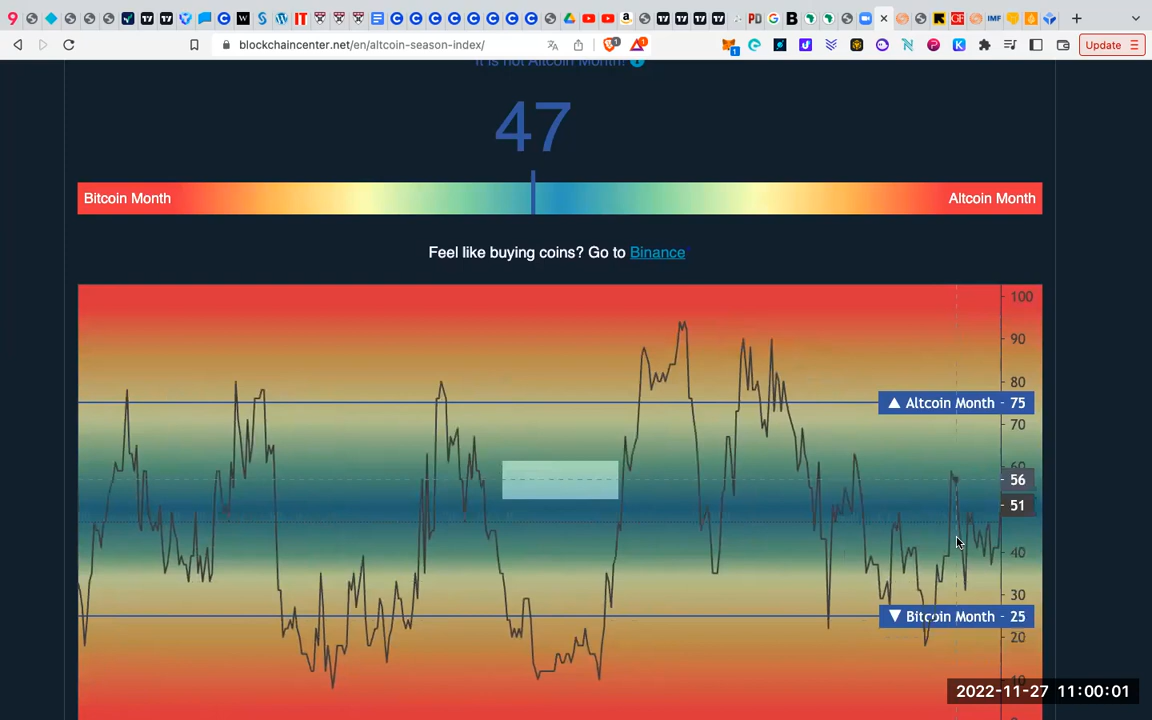 Update
blockchaincenter.net/en/altcoin-season-index/
It is not Altcoin Month!
47
Bitcoin Month
Altcoin Month
Feel like buying coins? Go to Binance*
100
90
80
▲ Altcoin Month - 75
70
60
56
51
40
30
▼ Bitcoin Month - 25
20
10
2022-11-27 11:00:01